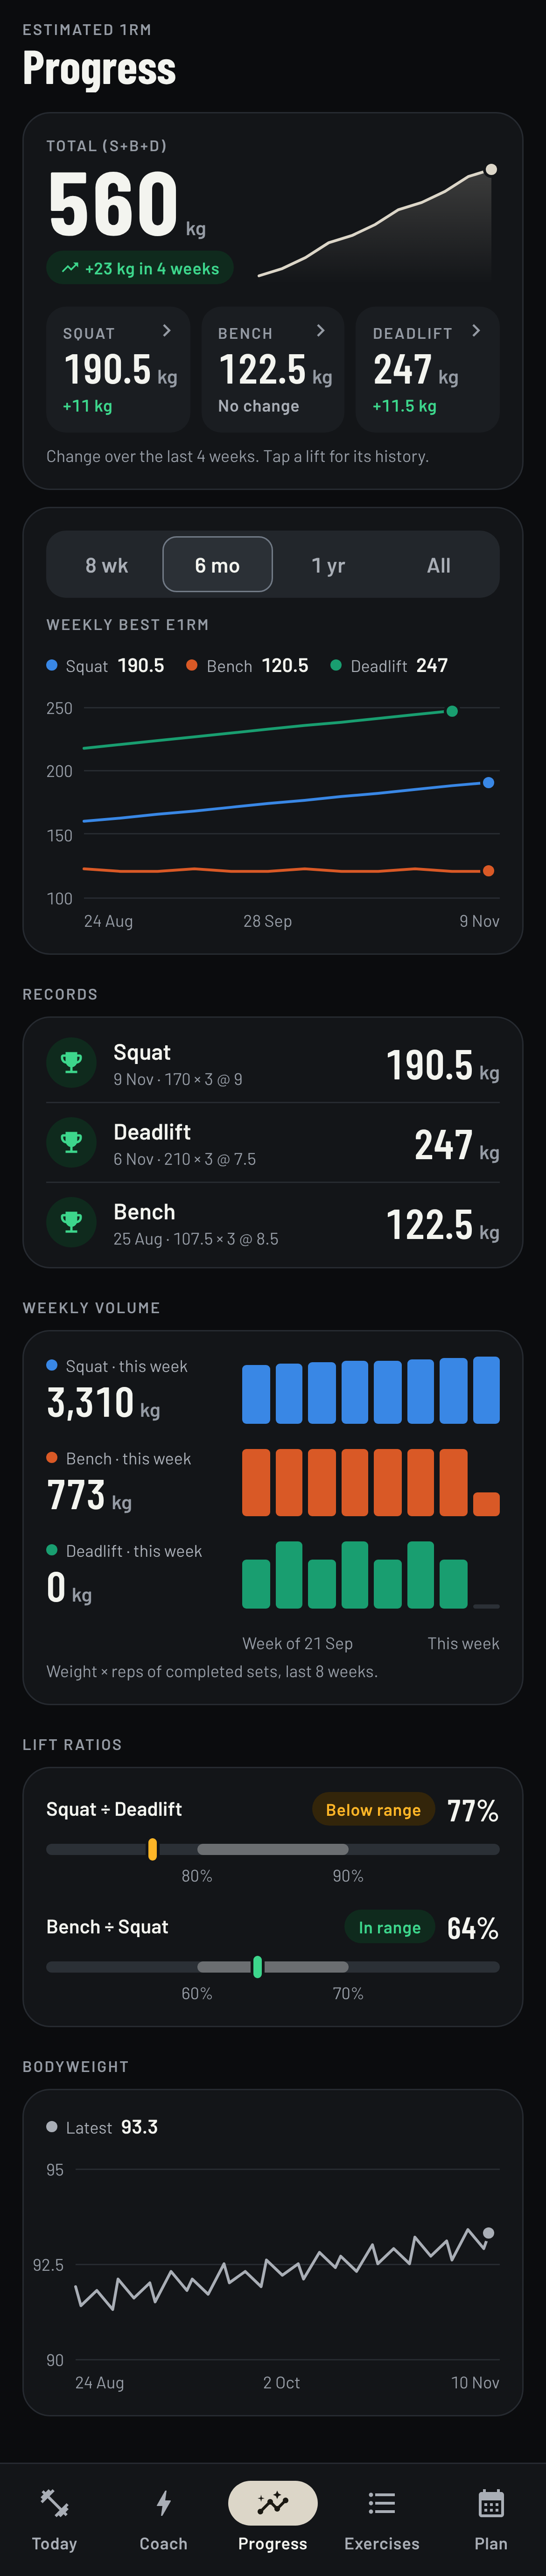 ESTIMATED 1RM
Progress
TOTAL (S+B+D)
560 kg
+23 kg in 4 weeks
SQUAT
190.5 kg
+11 kg
BENCH
122.5 kg
No change
DEADLIFT
247 kg
+11.5 kg
Change over the last 4 weeks. Tap a lift for its history.
8 wk 6 mo 1 yr All
WEEKLY BEST E1RM
Squat 190.5 Bench 120.5 Deadlift 247
250
200
150
100
24 Aug 28 Sep 9 Nov
RECORDS
Squat
9 Nov · 170 × 3 @ 9
190.5 kg
Deadlift
6 Nov · 210 × 3 @ 7.5
247 kg
Bench
25 Aug · 107.5 × 3 @ 8.5
122.5 kg
WEEKLY VOLUME
Squat · this week
3,310 kg
Bench · this week
773 kg
Deadlift · this week
0 kg
Week of 21 Sep This week
Weight × reps of completed sets, last 8 weeks.
LIFT RATIOS
Squat ÷ Deadlift Below range 77%
80% 90%
Bench ÷ Squat In range 64%
60% 70%
BODYWEIGHT
Latest 93.3
95
92.5
90
24 Aug 2 Oct 10 Nov
Today Coach Progress Exercises Plan